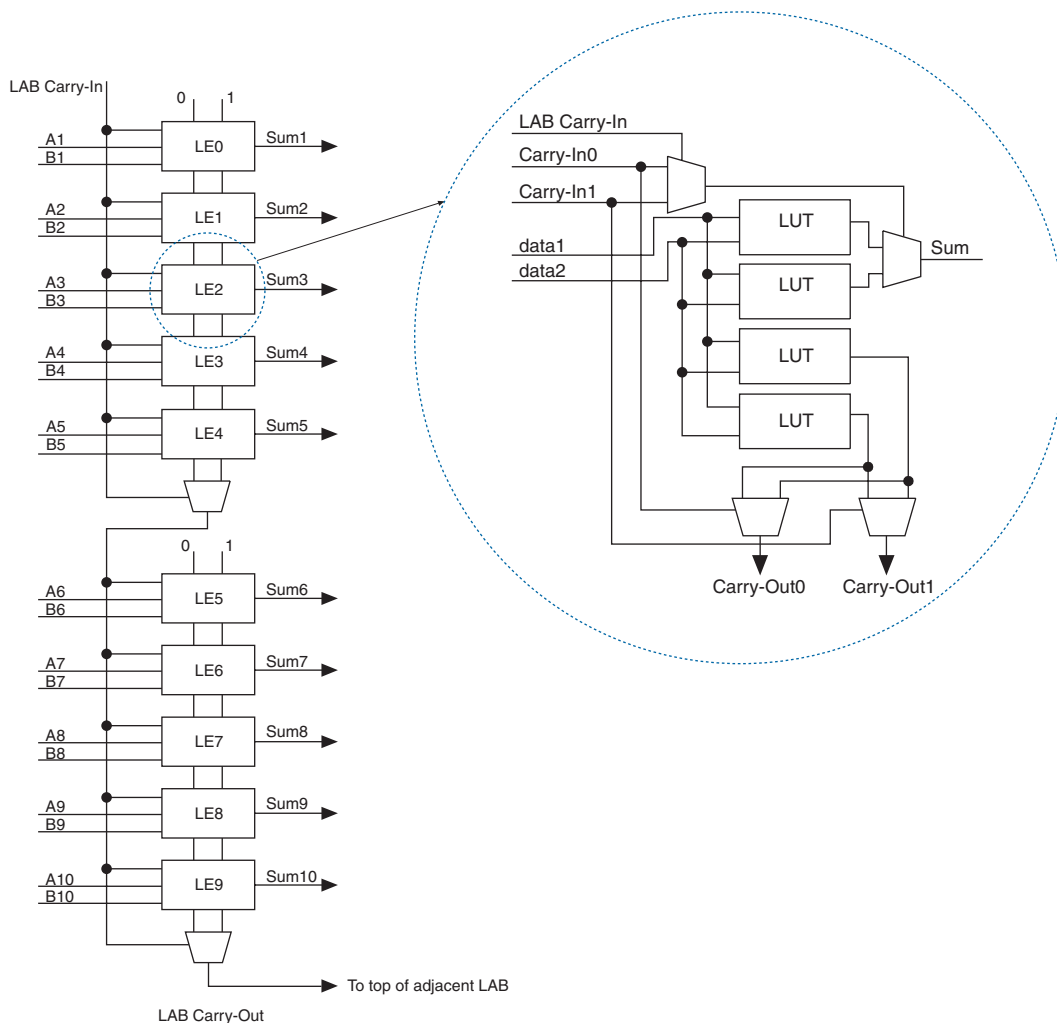 LAB Carry-In
0 1
A1
B1
LE0
Sum1
A2
B2
LE1
Sum2
A3
B3
LE2
Sum3
A4
B4
LE3
Sum4
A5
B5
LE4
Sum5
0 1
A6
B6
LE5
Sum6
A7
B7
LE6
Sum7
A8
B8
LE7
Sum8
A9
B9
LE8
Sum9
A10
B10
LE9
Sum10
To top of adjacent LAB
LAB Carry-Out
LAB Carry-In
Carry-In0
Carry-In1
data1
data2
LUT
LUT
LUT
LUT
Sum
Carry-Out0
Carry-Out1